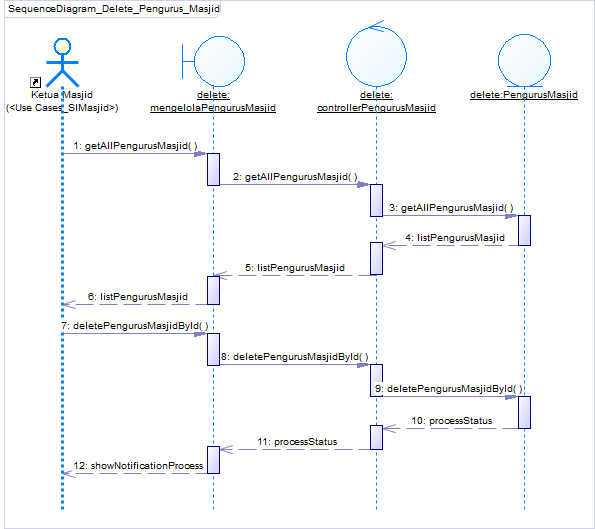 SequenceDiagram_Delete_Pengurus_Masjid
Ketua Masjid
(<Use Cases_SIMasjid>)
delete:
mengelolaPengurusMasjid
delete:
controllerPengurusMasjid
delete:PengurusMasjid
1: getAllPengurusMasjid( )
2: getAllPengurusMasjid( )
3: getAllPengurusMasjid( )
4: listPengurusMasjid
5: listPengurusMasjid
6: listPengurusMasjid
7: deletePengurusMasjidById( )
8: deletePengurusMasjidById( )
9: deletePengurusMasjidById( )
10: processStatus
11: processStatus
12: showNotificationProcess